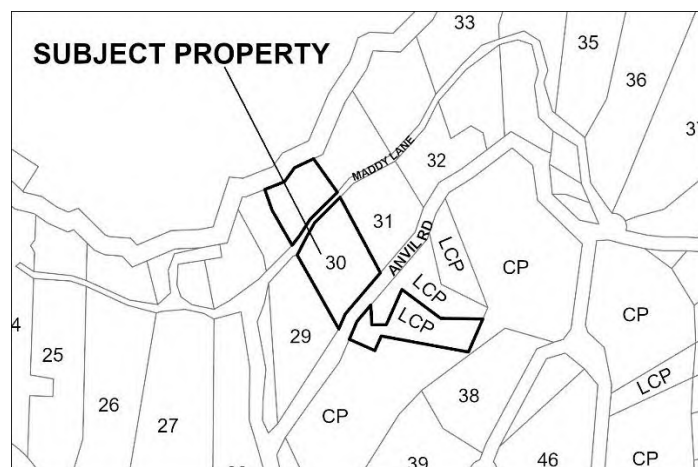 33
35
SUBJECT PROPERTY
36
MADDY LANE
32
31
ANVIL RD
LCP
30
CP
LCP
LCP
CP
4
29
25
LCP
26
38
27
CP
39
46
CP